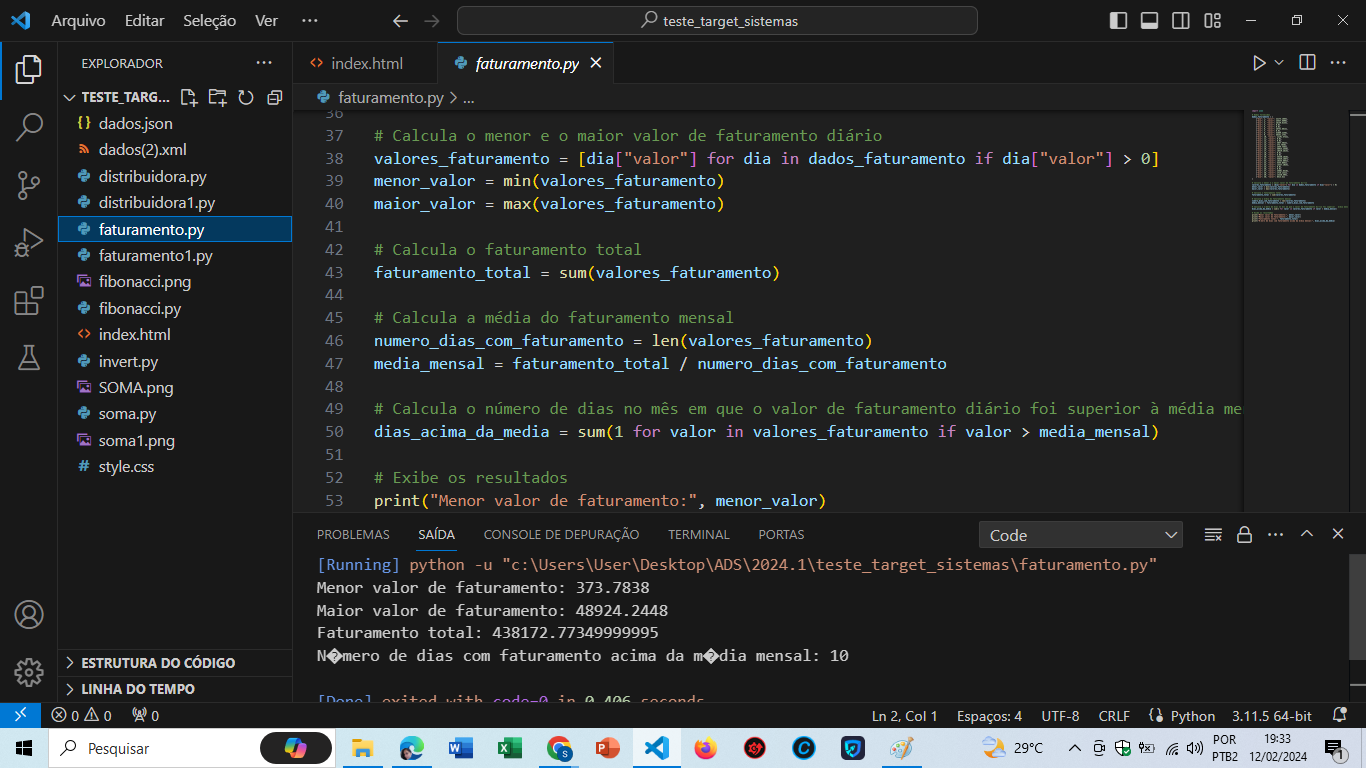 Arquivo Editar Seleção Ver ··· teste_target_sistemas
EXPLORADOR ···
TESTE_TARG...
dados.json
dados(2).xml
distribuidora.py
distribuidora1.py
faturamento.py
faturamento1.py
fibonacci.png
fibonacci.py
index.html
invert.py
SOMA.png
soma.py
soma1.png
style.css
ESTRUTURA DO CÓDIGO
LINHA DO TEMPO
index.html faturamento.py
faturamento.py > ...
36
37 # Calcula o menor e o maior valor de faturamento diário
38 valores_faturamento = [dia["valor"] for dia in dados_faturamento if dia["valor"] > 0]
39 menor_valor = min(valores_faturamento)
40 maior_valor = max(valores_faturamento)
41
42 # Calcula o faturamento total
43 faturamento_total = sum(valores_faturamento)
44
45 # Calcula a média do faturamento mensal
46 numero_dias_com_faturamento = len(valores_faturamento)
47 media_mensal = faturamento_total / numero_dias_com_faturamento
48
49 # Calcula o número de dias no mês em que o valor de faturamento diário foi superior à média me
50 dias_acima_da_media = sum(1 for valor in valores_faturamento if valor > media_mensal)
51
52 # Exibe os resultados
53 print("Menor valor de faturamento:", menor_valor)
PROBLEMAS SAÍDA CONSOLE DE DEPURAÇÃO TERMINAL PORTAS Code
[Running] python -u "c:\Users\User\Desktop\ADS\2024.1\teste_target_sistemas\faturamento.py"
Menor valor de faturamento: 373.7838
Maior valor de faturamento: 48924.2448
Faturamento total: 438172.77349999995
N�mero de dias com faturamento acima da m�dia mensal: 10
[Done] exited with code=0 in 0.406 seconds
0 0 0 Ln 2, Col 1 Espaços: 4 UTF-8 CRLF Python 3.11.5 64-bit
Pesquisar 29°C POR 19:33
PTB2 12/02/2024 1